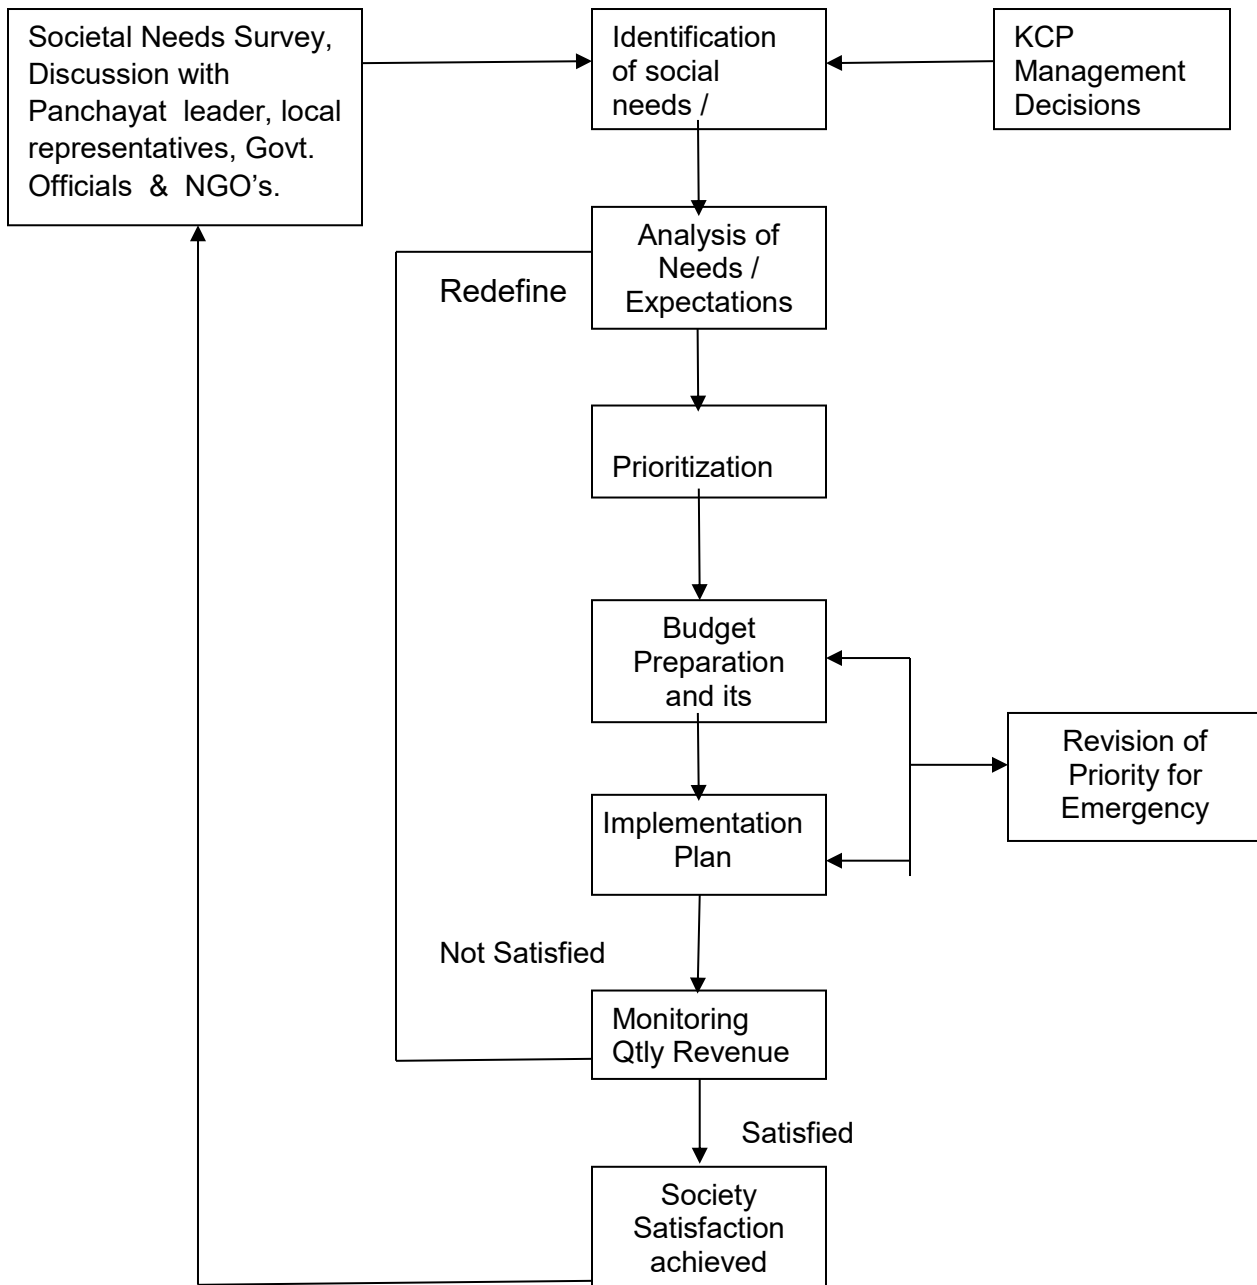 Societal Needs Survey,
Discussion with
Panchayat leader, local
representatives, Govt.
Officials & NGO’s.
Identification
of social
needs /
KCP
Management
Decisions
Analysis of
Needs /
Expectations
Redefine
Prioritization
Budget
Preparation
and its
Revision of
Priority for
Emergency
Implementation
Plan
Not Satisfied
Monitoring
Qtly Revenue
Satisfied
Society
Satisfaction
achieved